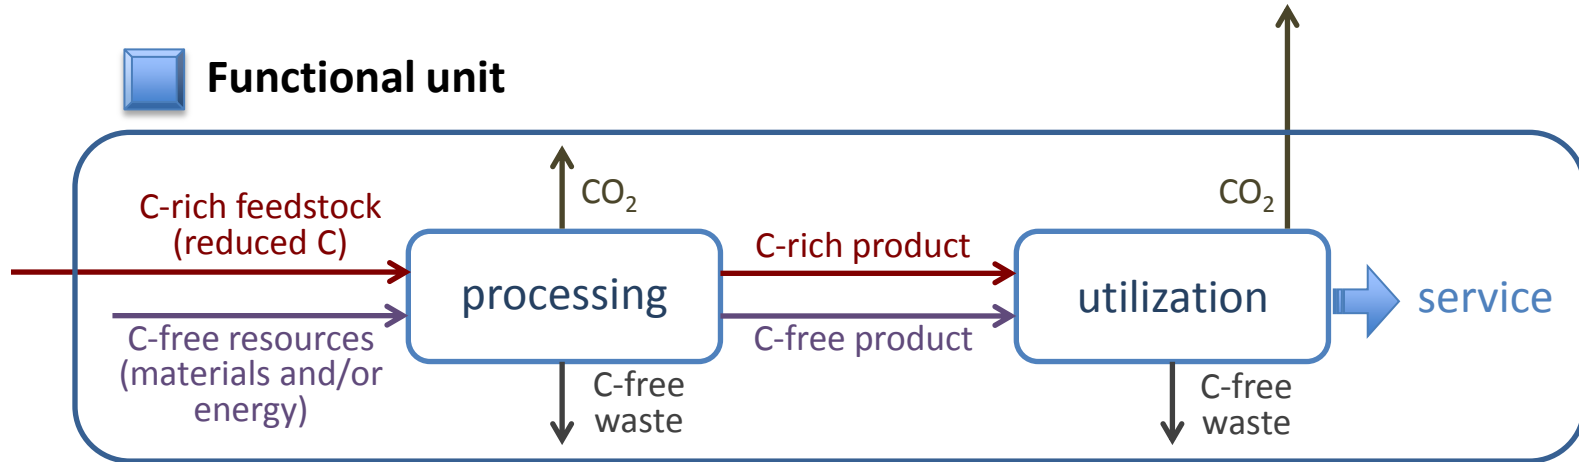 Functional unit
CO₂
CO₂
C-rich feedstock
(reduced C)
C-rich product
processing
utilization
service
C-free resources
(materials and/or
energy)
C-free product
C-free
waste
C-free
waste